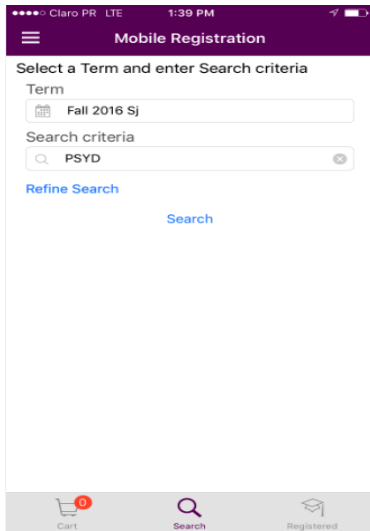 Claro PR LTE 1:39 PM
Mobile Registration
Select a Term and enter Search criteria
Term
Fall 2016 Sj
Search criteria
PSYD
Refine Search
Search
0
Cart Search Registered